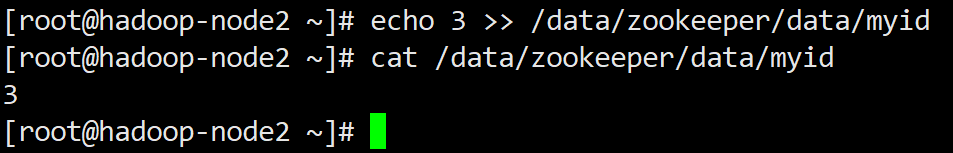 [root@hadoop-node2 ~]# echo 3 >> /data/zookeeper/data/myid
[root@hadoop-node2 ~]# cat /data/zookeeper/data/myid
3
[root@hadoop-node2 ~]#